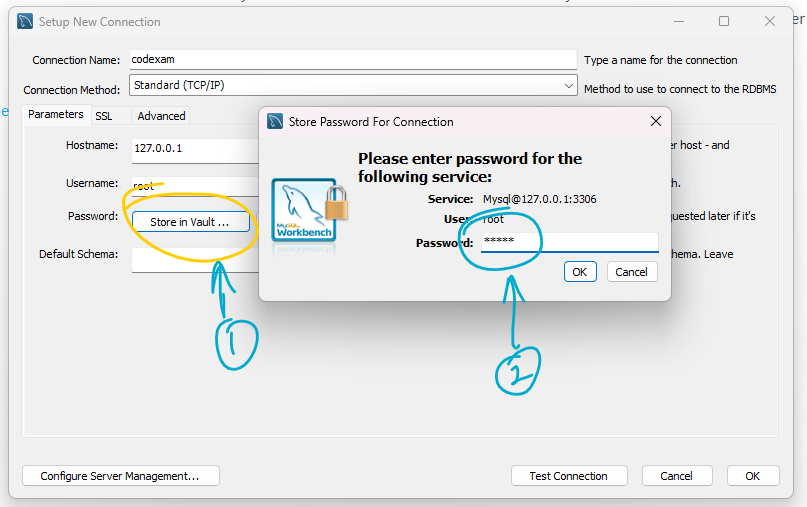 er
Setup New Connection
Connection Name: codexam Type a name for the connection
ne Connection Method: Standard (TCP/IP) Method to use to connect to the RDBMS
Parameters SSL Advanced
Store Password For Connection
Hostname: 127.0.0.1 er host - and
Please enter password for the
following service:
Username: root h.
Service: Mysql@127.0.0.1:3306
Password: Store in Vault ... User: root uested later if it's
Password: *****
Default Schema: hema. Leave
MySQL
Workbench
OK Cancel
1
2
Configure Server Management... Test Connection Cancel OK